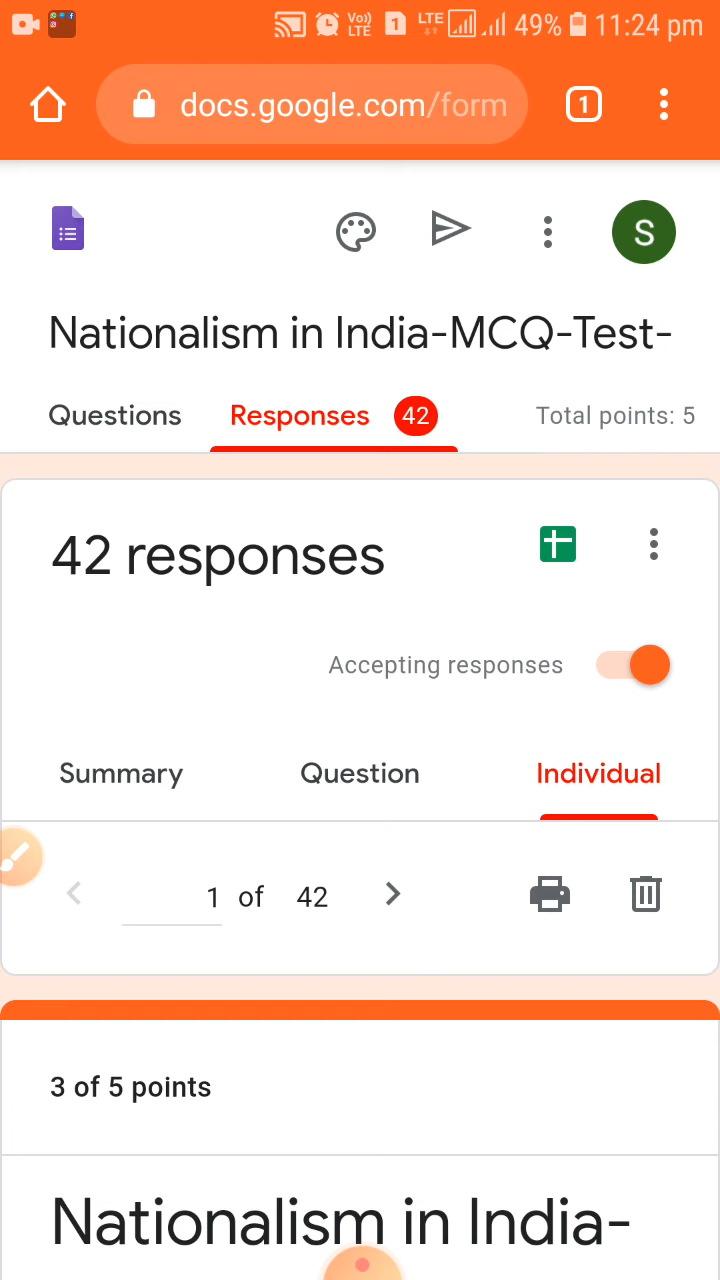 Vo)) LTE 1 LTE 49% 11:24 pm
docs.google.com/form 1
S
Nationalism in India-MCQ-Test-
Questions Responses 42 Total points: 5
42 responses
Accepting responses
Summary Question Individual
1 of 42
3 of 5 points
Nationalism in India-